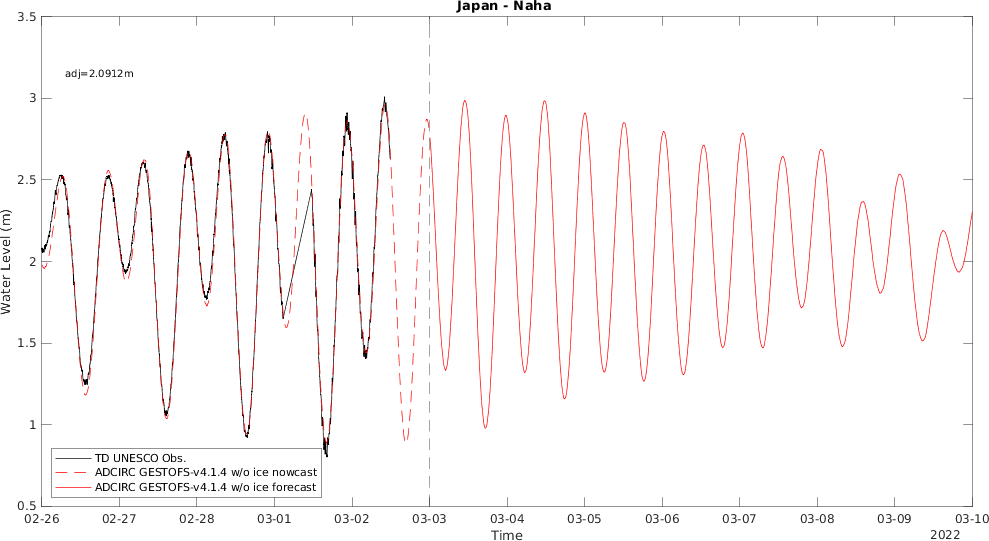 Japan - Naha
3.5
3
2.5
2
1.5
1
0.5
Water Level (m)
adj=2.0912m
TD UNESCO Obs.
ADCIRC GESTOFS-v4.1.4 w/o ice nowcast
ADCIRC GESTOFS-v4.1.4 w/o ice forecast
02-26 02-27 02-28 03-01 03-02 03-03 03-04 03-05 03-06 03-07 03-08 03-09 03-10
Time
2022